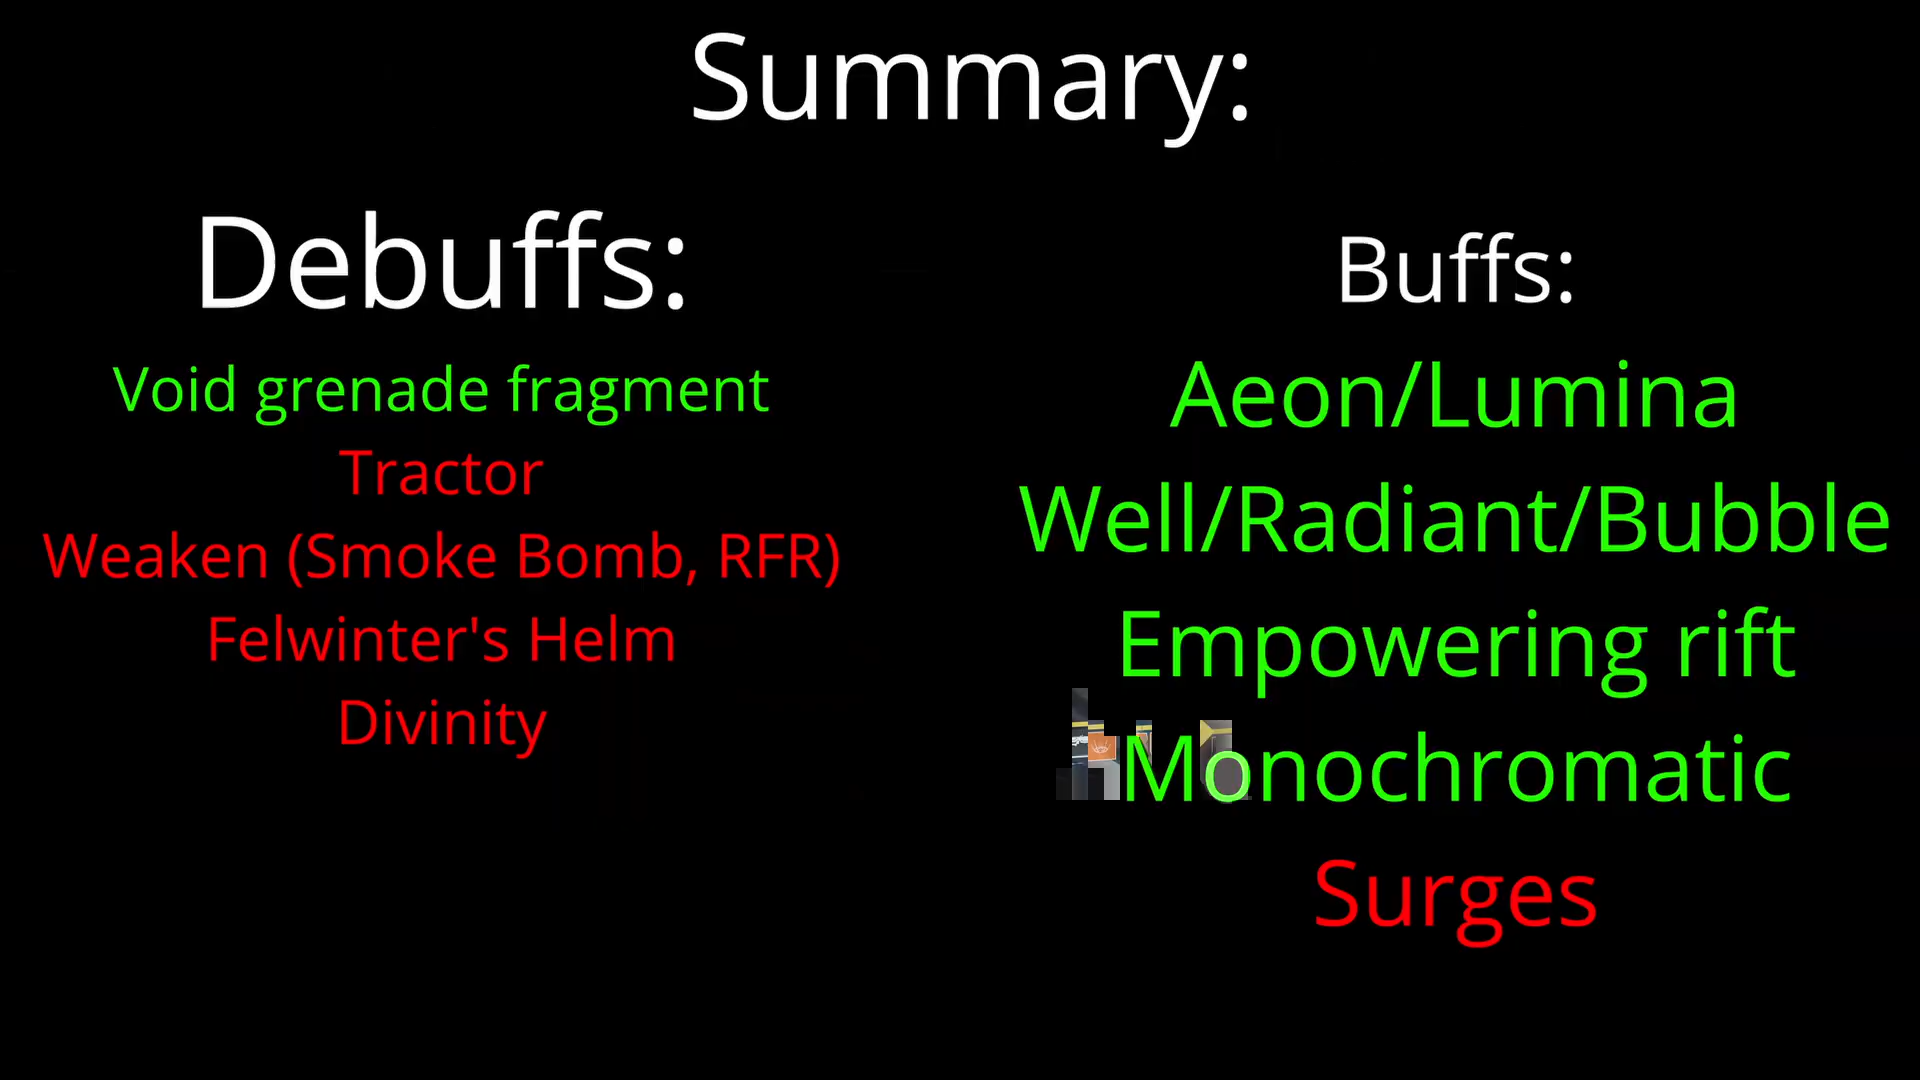 Summary:
Debuffs:
Void grenade fragment
Tractor
Weaken (Smoke Bomb, RFR)
Felwinter's Helm
Divinity
Buffs:
Aeon/Lumina
Well/Radiant/Bubble
Empowering rift
Monochromatic
Surges